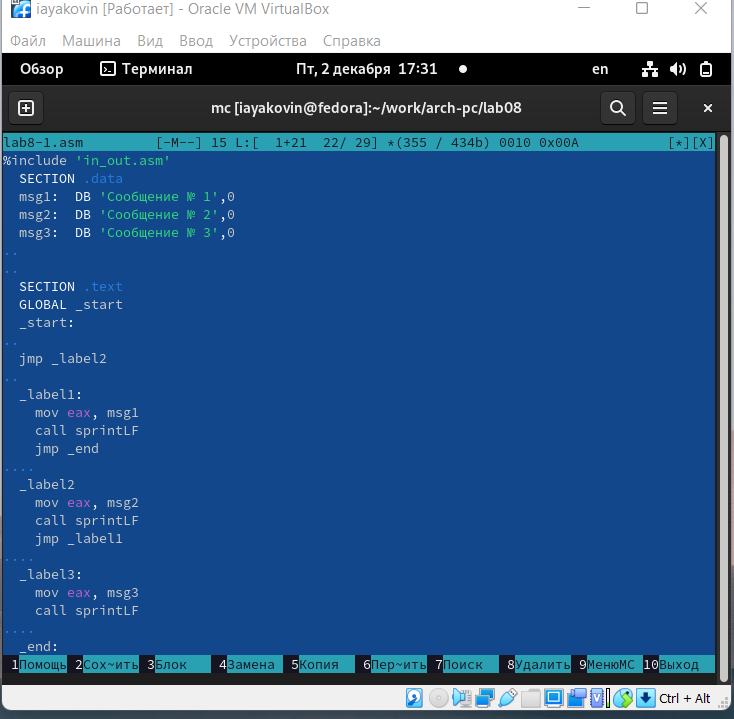 iayakovin [Работает] - Oracle VM VirtualBox
Файл Машина Вид Ввод Устройства Справка
Обзор Терминал Пт, 2 декабря 17:31 en
mc [iayakovin@fedora]:~/work/arch-pc/lab08
lab8-1.asm [-M--] 15 L:[ 1+21 22/ 29] *(355 / 434b) 0010 0x00A [*][X]
%include 'in_out.asm'
SECTION .data
msg1: DB 'Сообщение № 1',0
msg2: DB 'Сообщение № 2',0
msg3: DB 'Сообщение № 3',0
..
..
SECTION .text
GLOBAL _start
_start:
..
jmp _label2
..
_label1:
mov eax, msg1
call sprintLF
jmp _end
....
_label2
mov eax, msg2
call sprintLF
jmp _label1
....
_label3:
mov eax, msg3
call sprintLF
....
_end:
1Помощь 2Сох~ить 3Блок 4Замена 5Копия 6Пер~ить 7Поиск 8Удалить 9МенюМС 10Выход
Ctrl + Alt